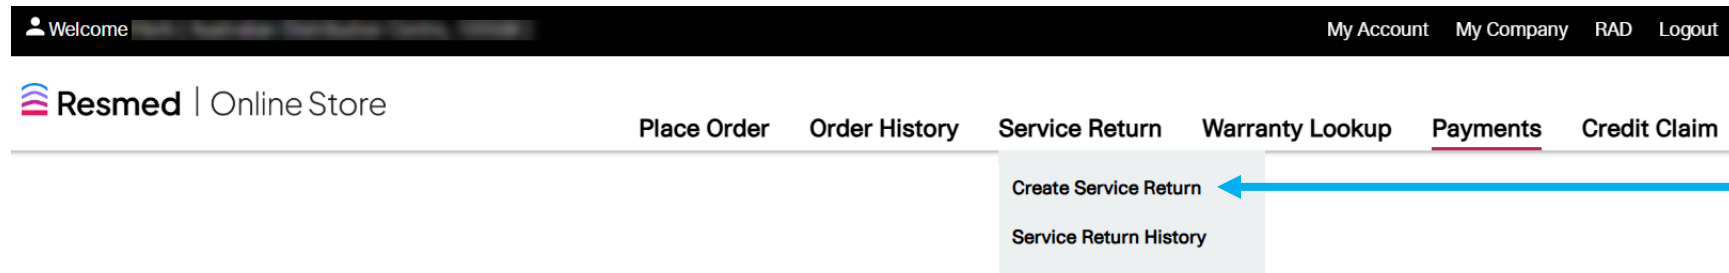 Welcome
My Account My Company RAD Logout
Resmed | Online Store
Place Order Order History Service Return Warranty Lookup Payments Credit Claim
Create Service Return
Service Return History